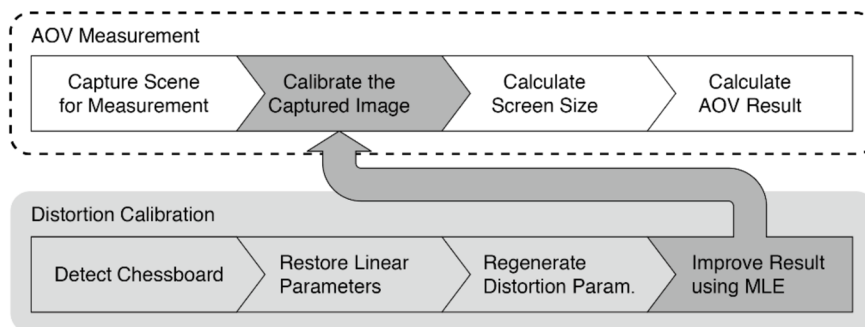 AOV Measurement
Capture Scene
for Measurement
Calibrate the
Captured Image
Calculate
Screen Size
Calculate
AOV Result
Distortion Calibration
Detect Chessboard
Restore Linear
Parameters
Regenerate
Distortion Param.
Improve Result
using MLE